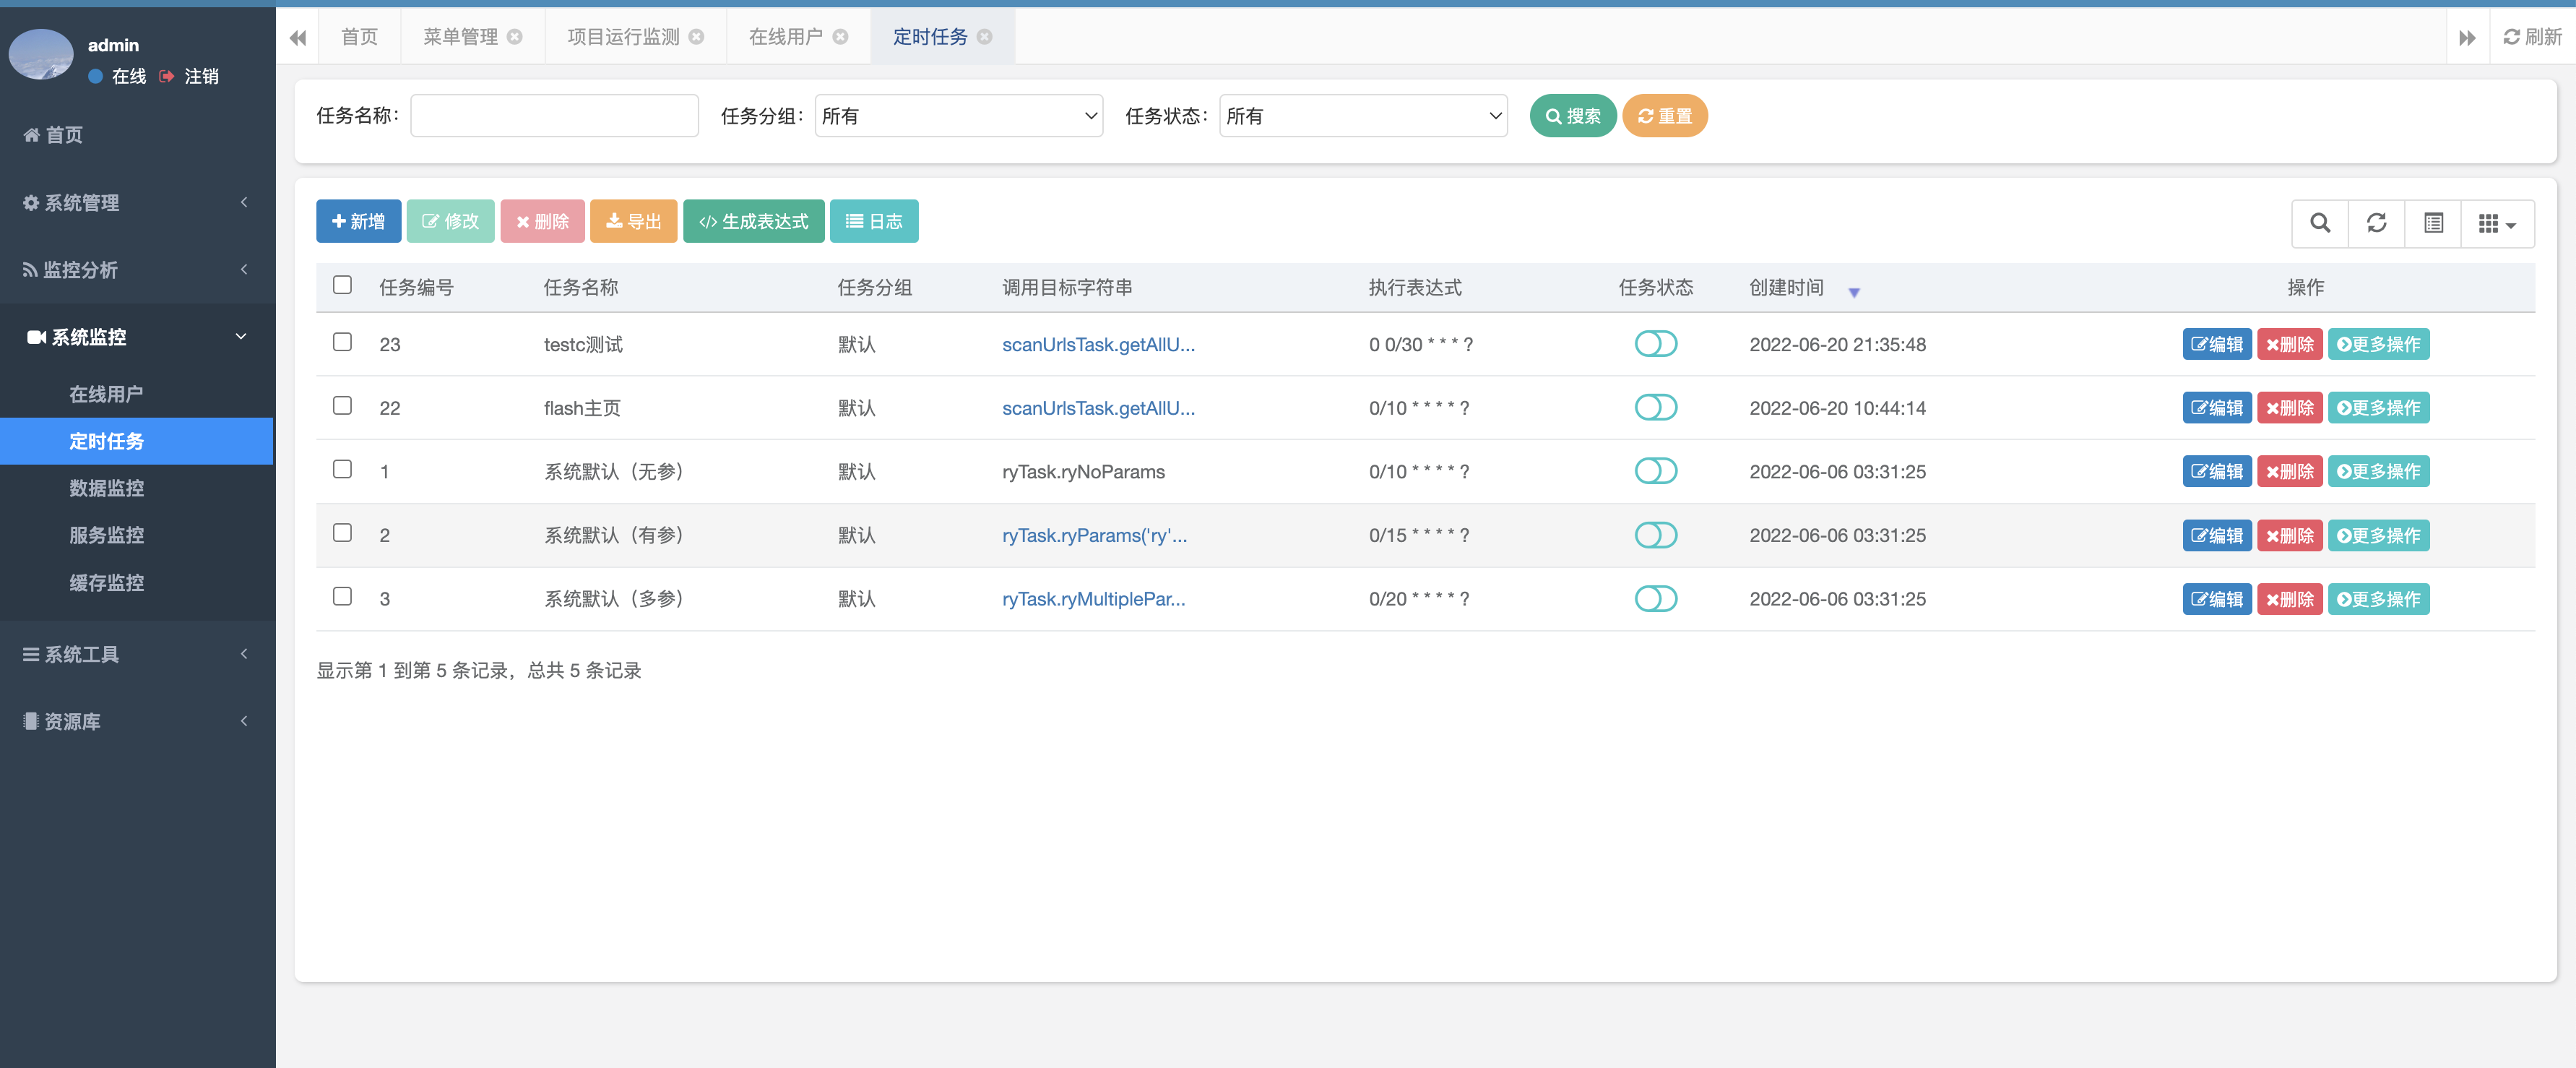 admin
在线 注销
首页
系统管理
监控分析
系统监控
在线用户
定时任务
数据监控
服务监控
缓存监控
系统工具
资源库
首页 菜单管理 项目运行监测 在线用户 定时任务 刷新
任务名称： 任务分组： 所有 任务状态： 所有 搜索 重置
新增 修改 删除 导出 生成表达式 日志
任务编号 任务名称 任务分组 调用目标字符串 执行表达式 任务状态 创建时间 操作
23 testc测试 默认 scanUrlsTask.getAllU... 0 0/30 * * * ? 2022-06-20 21:35:48 编辑 删除 更多操作
22 flash主页 默认 scanUrlsTask.getAllU... 0/10 * * * * ? 2022-06-20 10:44:14 编辑 删除 更多操作
1 系统默认（无参） 默认 ryTask.ryNoParams 0/10 * * * * ? 2022-06-06 03:31:25 编辑 删除 更多操作
2 系统默认（有参） 默认 ryTask.ryParams('ry'... 0/15 * * * * ? 2022-06-06 03:31:25 编辑 删除 更多操作
3 系统默认（多参） 默认 ryTask.ryMultiplePar... 0/20 * * * * ? 2022-06-06 03:31:25 编辑 删除 更多操作
显示第 1 到第 5 条记录，总共 5 条记录